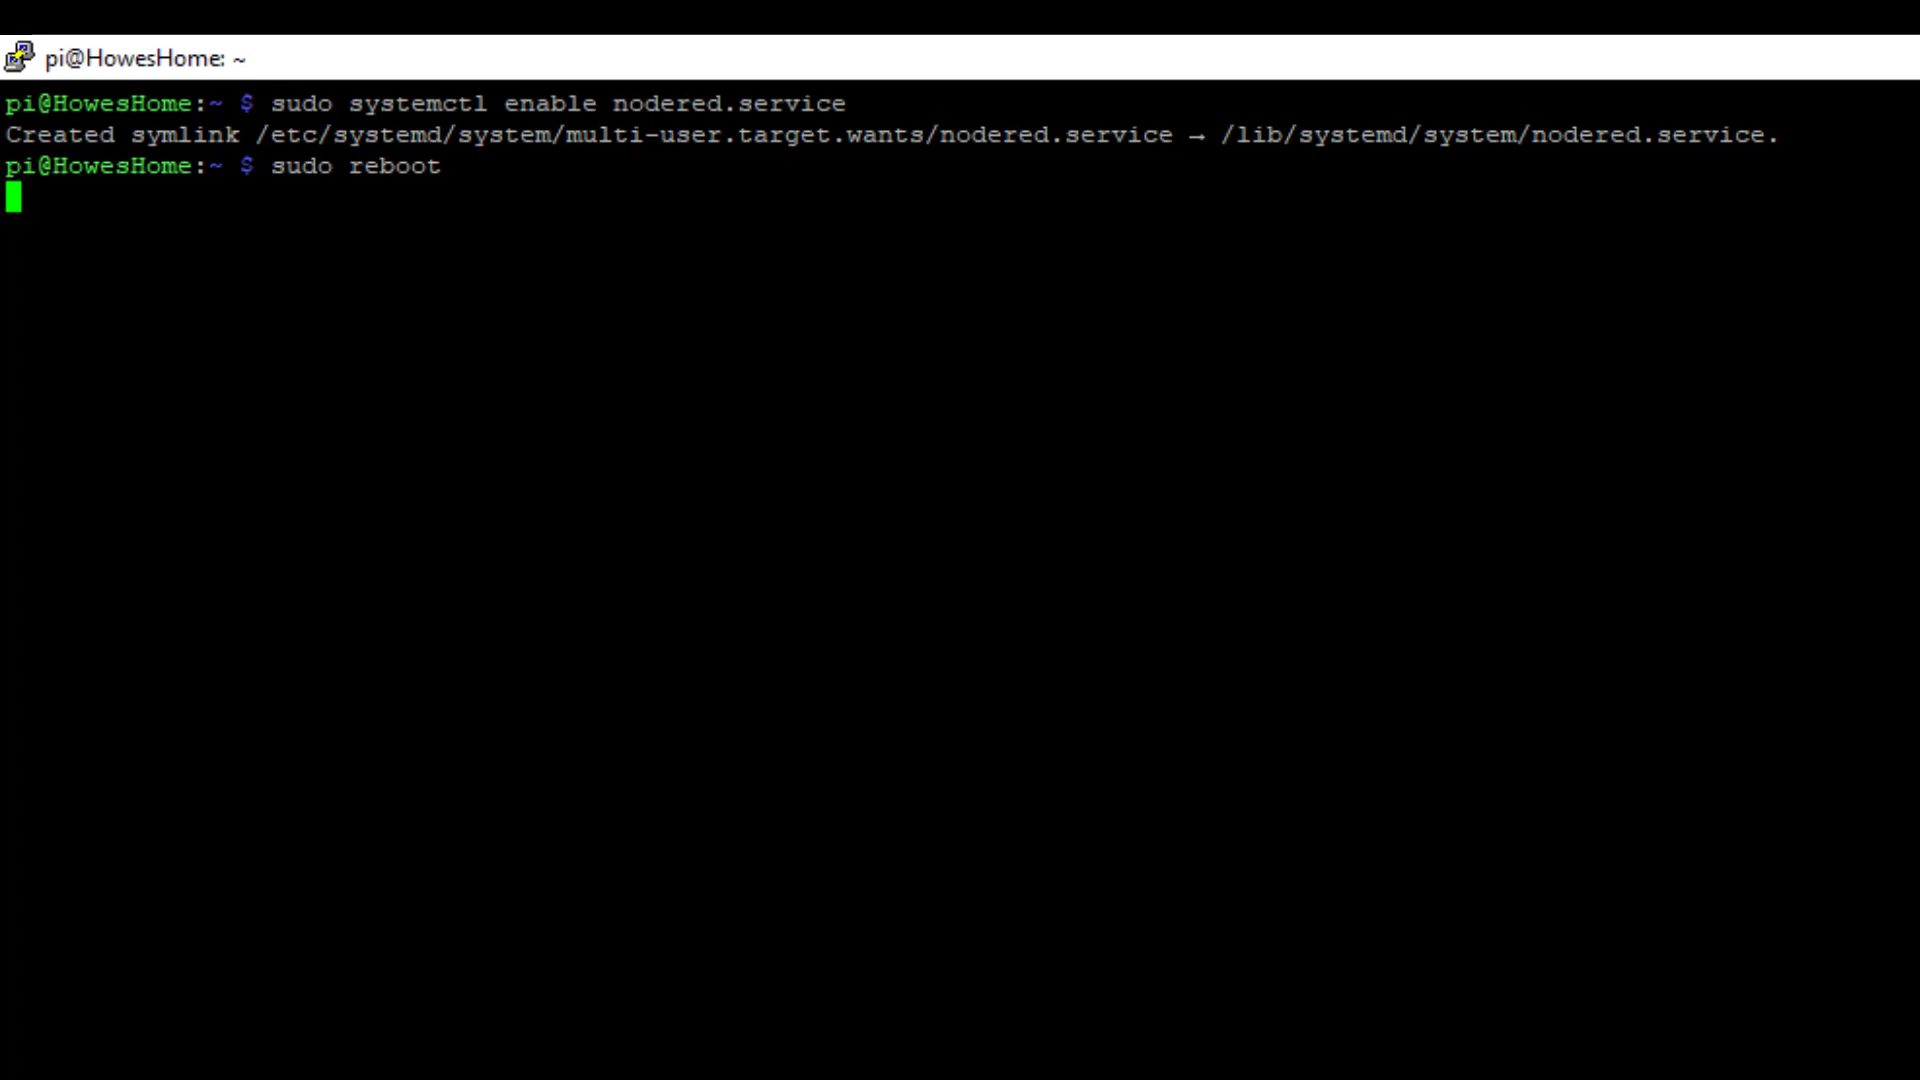 pi@HowesHome: ~
pi@HowesHome:~ $ sudo systemctl enable nodered.service
Created symlink /etc/systemd/system/multi-user.target.wants/nodered.service → /lib/systemd/system/nodered.service.
pi@HowesHome:~ $ sudo reboot